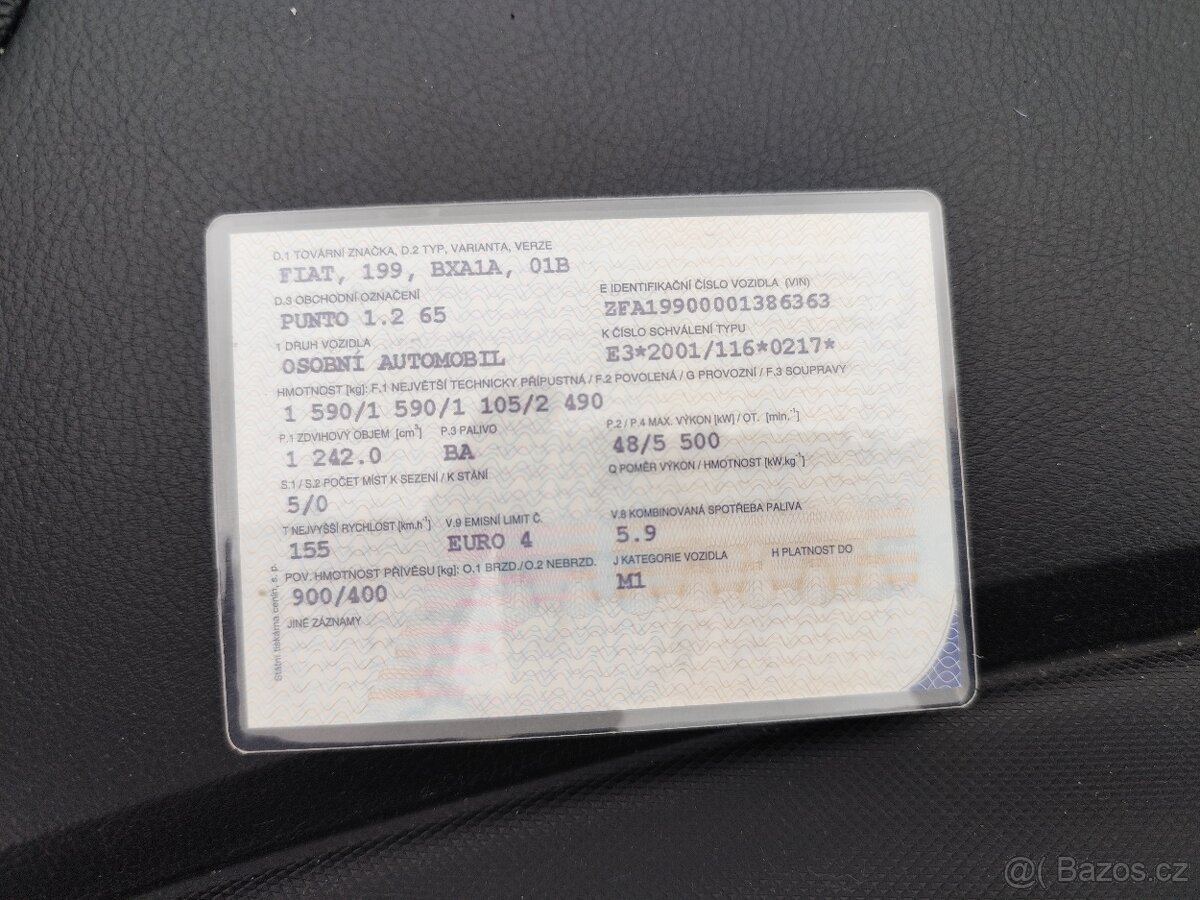 D.1 TOVÁRNÍ ZNAČKA, D.2 TYP, VARIANTA, VERZE
FIAT, 199, BXA1A, 01B
D.3 OBCHODNÍ OZNAČENÍ
PUNTO 1.2 65
E IDENTIFIKAČNÍ ČÍSLO VOZIDLA (VIN)
ZFA19900001386363
1 DRUH VOZIDLA
OSOBNÍ AUTOMOBIL
K ČÍSLO SCHVÁLENÍ TYPU
E3*2001/116*0217*
HMOTNOST [kg]: F.1 NEJVĚTŠÍ TECHNICKY PŘÍPUSTNÁ / F.2 POVOLENÁ / G PROVOZNÍ / F.3 SOUPRAVY
1 590/1 590/1 105/2 490
P.1 ZDVIHOVÝ OBJEM [cm³] P.3 PALIVO
1 242.0 BA
P.2 / P.4 MAX. VÝKON [kW] / OT. [min.⁻¹]
48/5 500
S.1 / S.2 POČET MÍST K SEZENÍ / K STÁNÍ
5/0
Q POMĚR VÝKON / HMOTNOST [kW.kg⁻¹]
T NEJVYŠŠÍ RYCHLOST [km.h⁻¹] V.9 EMISNÍ LIMIT Č.
155 EURO 4
V.8 KOMBINOVANÁ SPOTŘEBA PALIVA
5.9
POV. HMOTNOST PŘÍVĚSU [kg]: O.1 BRZD./O.2 NEBRZD.
900/400
J KATEGORIE VOZIDLA H PLATNOST DO
M1
JINÉ ZÁZNAMY
Státní tiskárna cenin, s. p.
@( Bazos.cz